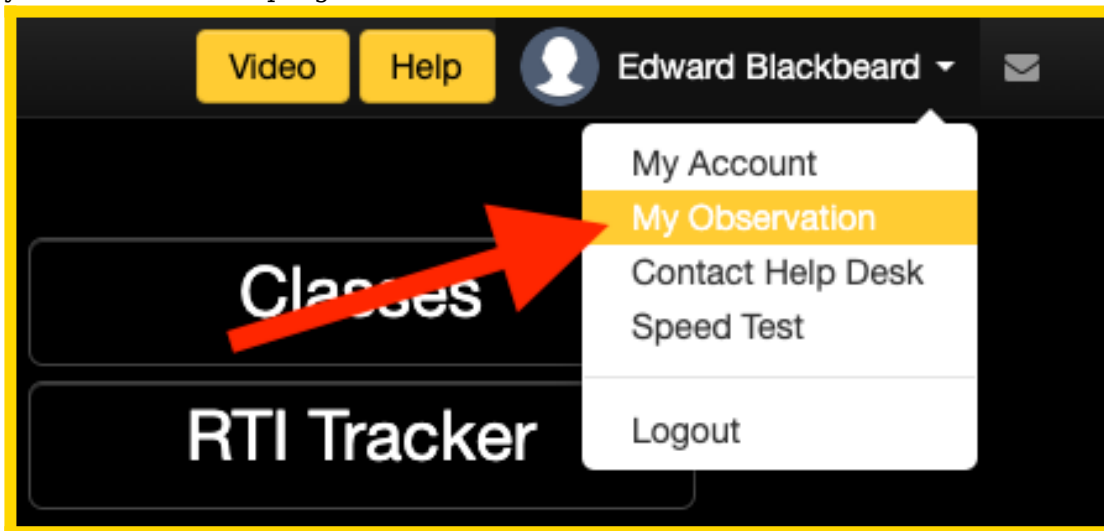 Video Help Edward Blackbeard
My Account
My Observation
Contact Help Desk
Speed Test
Logout
Classes
RTI Tracker